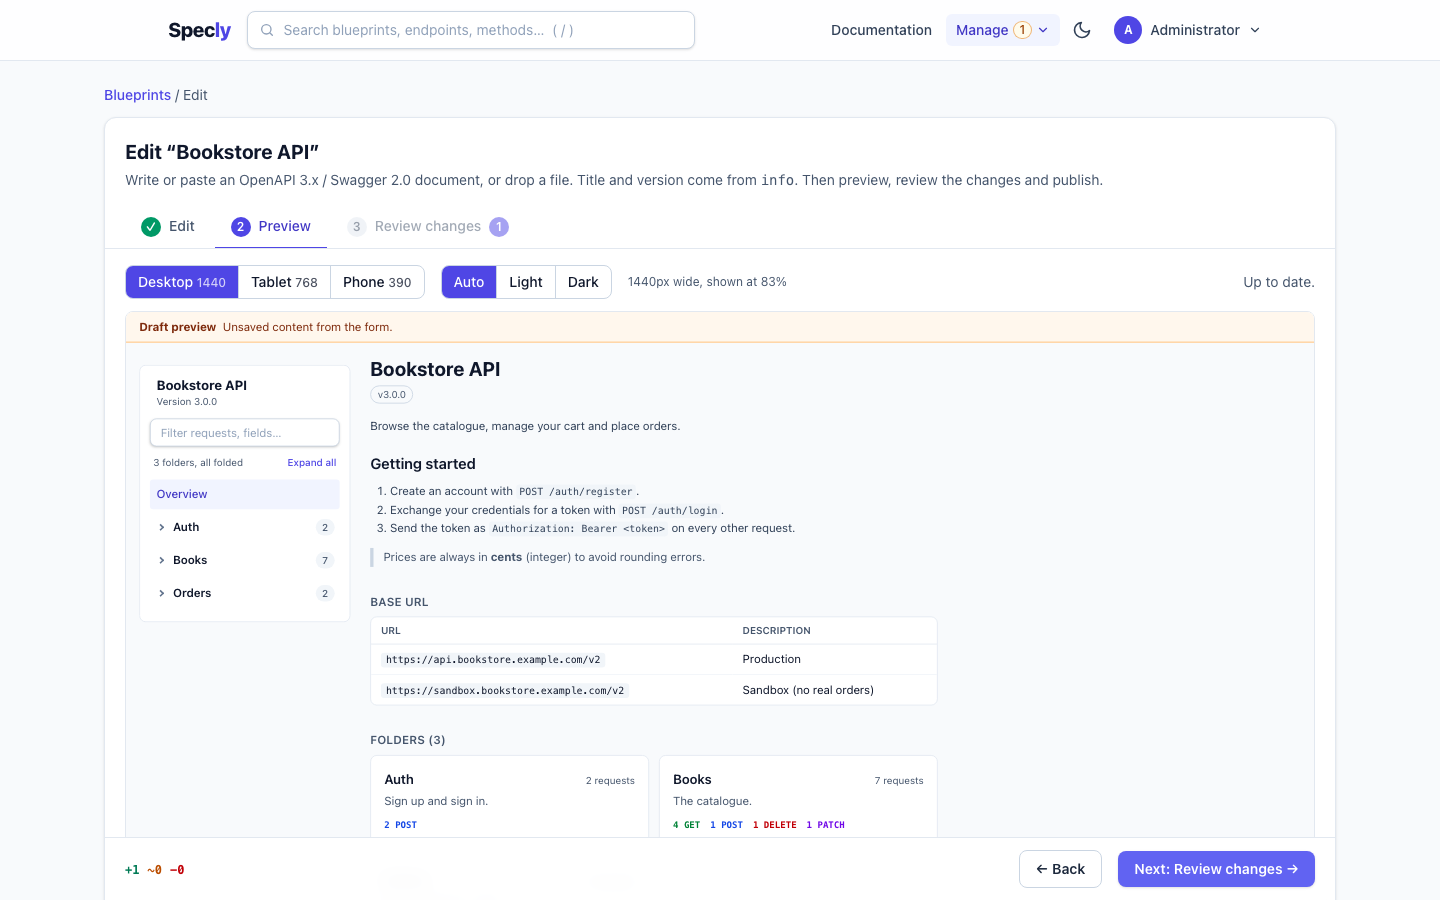 Specly
Search blueprints, endpoints, methods... ( / )
Documentation
Manage 1
A Administrator
Blueprints / Edit
Edit “Bookstore API”
Write or paste an OpenAPI 3.x / Swagger 2.0 document, or drop a file. Title and version come from info. Then preview, review the changes and publish.
Edit
2 Preview
3 Review changes 1
Desktop 1440
Tablet 768
Phone 390
Auto
Light
Dark
1440px wide, shown at 83%
Up to date.
Draft preview Unsaved content from the form.
Bookstore API
Version 3.0.0
Filter requests, fields...
3 folders, all folded Expand all
Overview
Auth 2
Books 7
Orders 2
Bookstore API
v3.0.0
Browse the catalogue, manage your cart and place orders.
Getting started
1. Create an account with POST /auth/register.
2. Exchange your credentials for a token with POST /auth/login.
3. Send the token as Authorization: Bearer <token> on every other request.
Prices are always in cents (integer) to avoid rounding errors.
BASE URL
URL DESCRIPTION
https://api.bookstore.example.com/v2 Production
https://sandbox.bookstore.example.com/v2 Sandbox (no real orders)
FOLDERS (3)
Auth 2 requests
Sign up and sign in.
2 POST
Books 7 requests
The catalogue.
4 GET 1 POST 1 DELETE 1 PATCH
+1 ~0 −0
← Back
Next: Review changes →